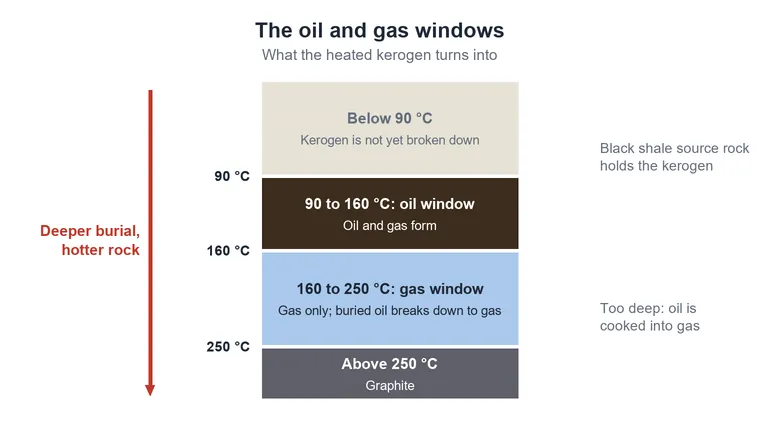 The oil and gas windows
What the heated kerogen turns into
Below 90 °C
Kerogen is not yet broken down
Black shale source rock
holds the kerogen
90 °C
90 to 160 °C: oil window
Oil and gas form
Deeper burial,
hotter rock
160 °C
160 to 250 °C: gas window
Gas only; buried oil breaks down to gas
Too deep: oil is
cooked into gas
250 °C
Above 250 °C
Graphite